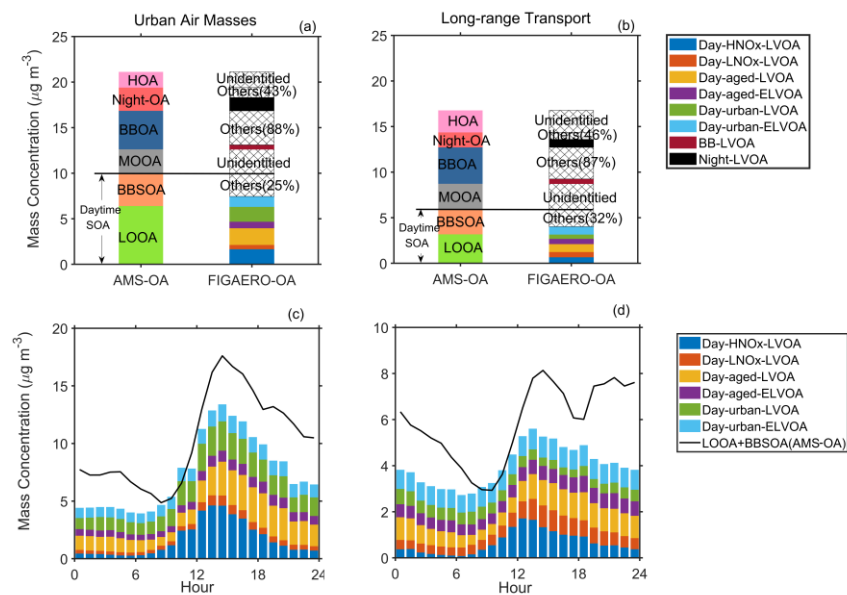 Urban Air Masses
(a)
Mass Concentration (μg m-3)
25
20
15
10
5
0
HOA
Night-OA
BBOA
MOOA
BBSOA
LOOA
Daytime
SOA
Unidentitied
Others(43%)
Others(88%)
Unidentitied
Others(25%)
AMS-OA
FIGAERO-OA
Long-range Transport
(b)
25
20
15
10
5
0
HOA
Night-OA
BBOA
MOOA
BBSOA
LOOA
Daytime
SOA
Unidentitied
Others(46%)
Others(87%)
Unidentitied
Others(32%)
AMS-OA
FIGAERO-OA
Day-HNOx-LVOA
Day-LNOx-LVOA
Day-aged-LVOA
Day-aged-ELVOA
Day-urban-LVOA
Day-urban-ELVOA
BB-LVOA
Night-LVOA
(c)
Mass Concentration (μg m-3)
20
15
10
5
0
0
6
12
18
24
Hour
(d)
10
8
6
4
2
0
0
6
12
18
24
Hour
Day-HNOx-LVOA
Day-LNOx-LVOA
Day-aged-LVOA
Day-aged-ELVOA
Day-urban-LVOA
Day-urban-ELVOA
LOOA+BBSOA(AMS-OA)